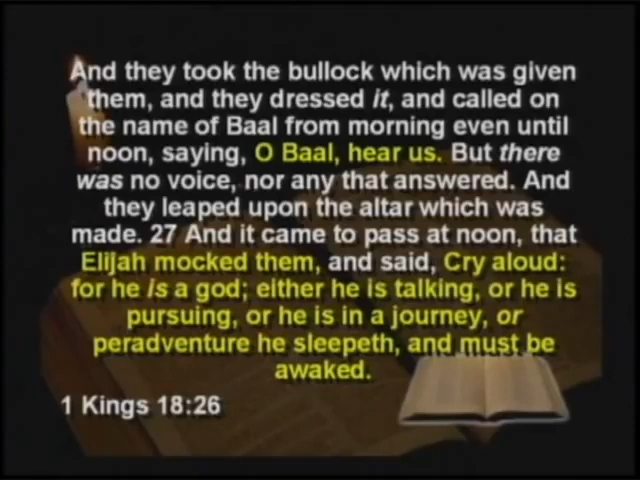 And they took the bullock which was given
them, and they dressed it, and called on
the name of Baal from morning even until
noon, saying, O Baal, hear us. But there
was no voice, nor any that answered. And
they leaped upon the altar which was
made. 27 And it came to pass at noon, that
Elijah mocked them, and said, Cry aloud:
for he is a god; either he is talking, or he is
pursuing, or he is in a journey, or
peradventure he sleepeth, and must be
awaked.
1 Kings 18:26